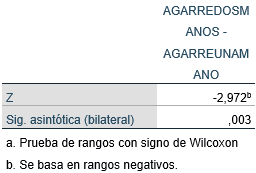 AGARREDOSM
ANOS -
AGARREUNAM
ANO
Z -2,972b
Sig. asintótica (bilateral) ,003
a. Prueba de rangos con signo de Wilcoxon
b. Se basa en rangos negativos.